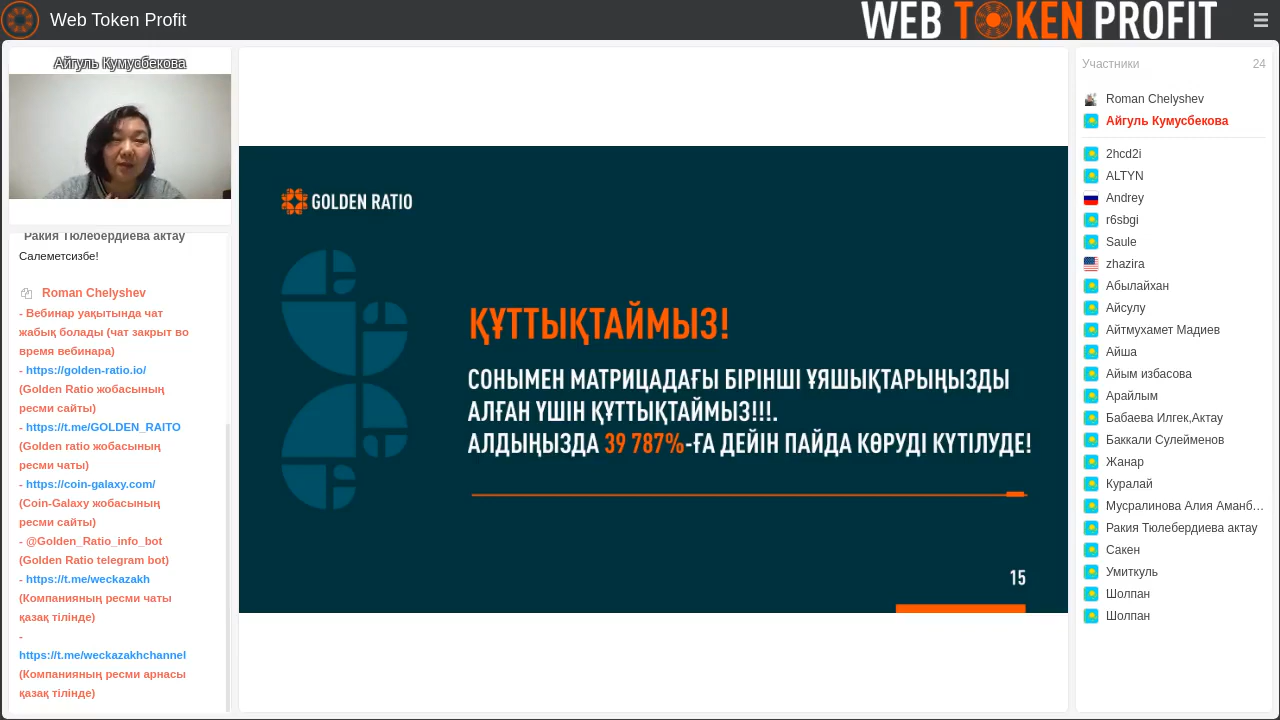 Web Token Profit
WEB TOKEN PROFIT
Айгуль Кумусбекова
Ракия Тюлебердиева актау
Салеметсизбе!
Roman Chelyshev
- Вебинар уақытында чат
жабық болады (чат закрыт во
время вебинара)
- https://golden-ratio.io/
(Golden Ratio жобасының
ресми сайты)
- https://t.me/GOLDEN_RAITO
(Golden ratio жобасының
ресми чаты)
- https://coin-galaxy.com/
(Coin-Galaxy жобасының
ресми сайты)
- @Golden_Ratio_info_bot
(Golden Ratio telegram bot)
- https://t.me/weckazakh
(Компанияның ресми чаты
қазақ тілінде)
-
https://t.me/weckazakhchannel
(Компанияның ресми арнасы
қазақ тілінде)
GOLDEN RATIO
ҚҰТТЫҚТАЙМЫЗ!
СОНЫМЕН МАТРИЦАДАҒЫ БІРІНШІ ҰЯШЫҚТАРЫҢЫЗДЫ
АЛҒАН ҮШІН ҚҰТТЫҚТАЙМЫЗ!!!.
АЛДЫҢЫЗДА 39 787%-ҒА ДЕЙІН ПАЙДА КӨРУДІ КҮТІЛУДЕ!
15
Участники 24
Roman Chelyshev
Айгуль Кумусбекова
2hcd2i
ALTYN
Andrey
r6sbgi
Saule
zhazira
Абылайхан
Айсулу
Айтмухамет Мадиев
Айша
Айым избасова
Арайлым
Бабаева Илгек,Актау
Баккали Сулейменов
Жанар
Куралай
Мусралинова Алия Аманб…
Ракия Тюлебердиева актау
Сакен
Умиткуль
Шолпан
Шолпан